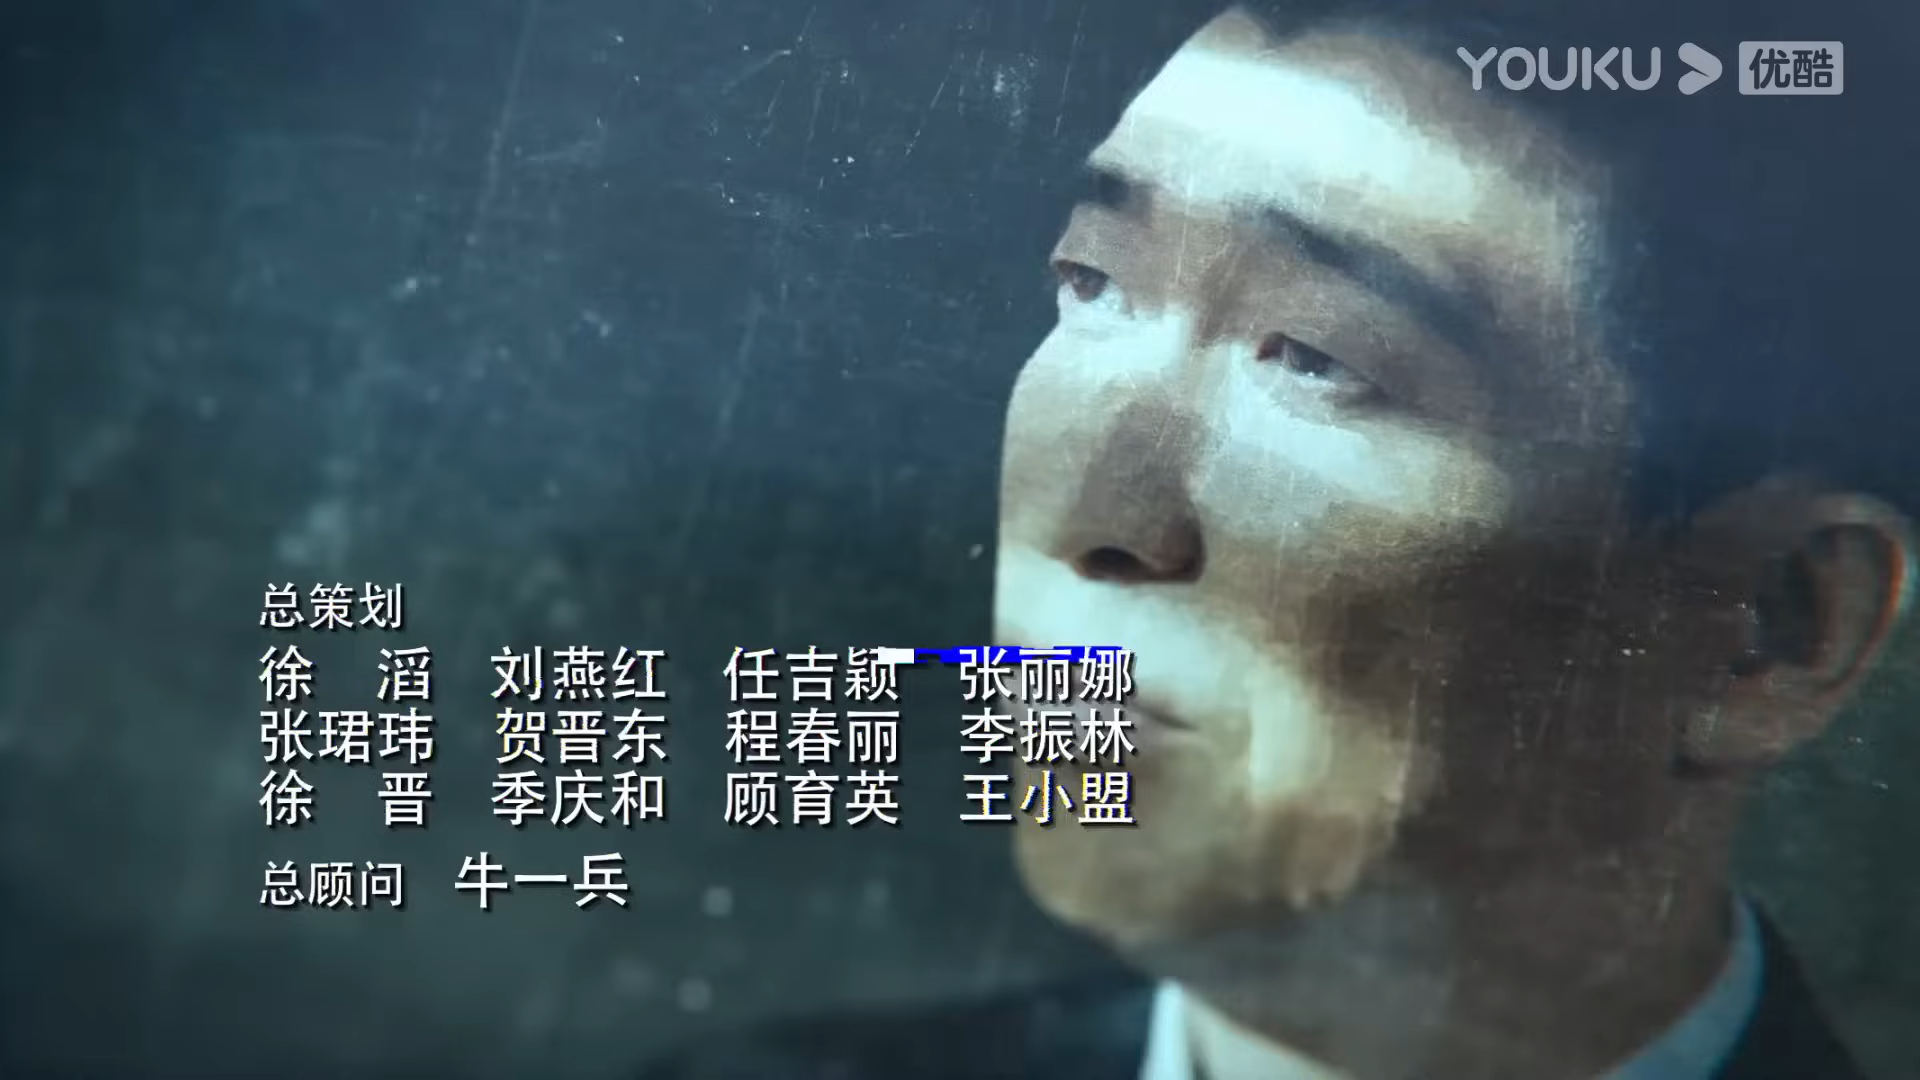 YOUKU 优酷
总策划
徐 滔 刘燕红 任吉颖 张丽娜
张珺玮 贺晋东 程春丽 李振林
徐 晋 季庆和 顾育英 王小盟
总顾问 牛一兵